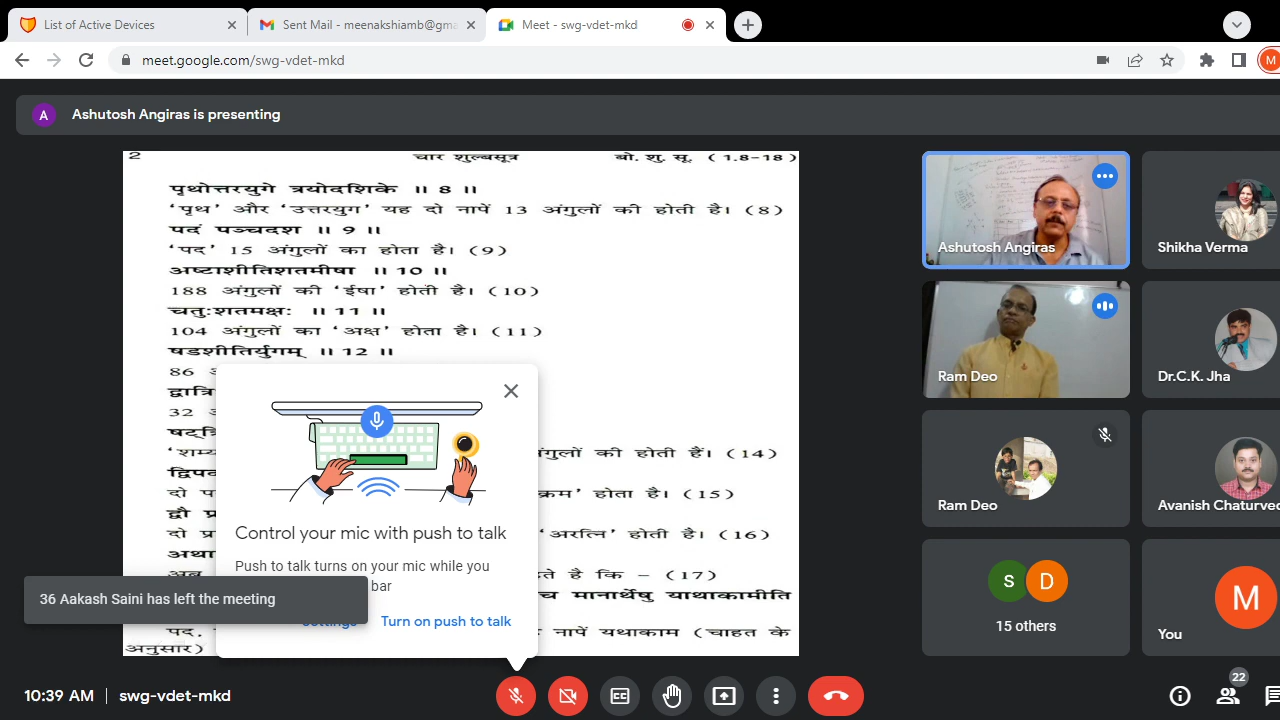 List of Active Devices
Sent Mail - meenakshiamb@gma
Meet - swg-vdet-mkd
meet.google.com/swg-vdet-mkd
M
A
Ashutosh Angiras is presenting
2 चार शुल्बसूत्र बो. शु. सू. (1.8-18)
पृथोत्तरयुगे त्रयोदशिके ॥ 8 ॥
‘पृथ’ और ‘उत्तरयुग’ यह दो नापें 13 अंगुलों की होती है। (8)
पदं पञ्चदश ॥ 9 ॥
‘पद’ 15 अंगुलों का होता है। (9)
अष्टाशीतिशतमीषा ॥ 10 ॥
188 अंगुलों की ‘ईषा’ होती है। (10)
चतुःशतमक्षः ॥ 11 ॥
104 अंगुलों का ‘अक्ष’ होता है। (11)
षडशीतिर्युगम् ॥ 12 ॥
86
द्वात्रि
32
षट्त्रि
‘शम्य अंगुलों की होती हैं। (14)
द्विपद
दो प क्रम’ होता है। (15)
द्वौ प्र
दो प्र ‘अरत्नि’ होती है। (16)
अथा
अब ते है कि – (17)
च मानार्थेषु याथाकामीति
पद, नापें यथाकाम (चाहत के
अनुसार)
Control your mic with push to talk
Push to talk turns on your mic while you
bar
Settings
Turn on push to talk
36 Aakash Saini has left the meeting
Ashutosh Angiras
Shikha Verma
Ram Deo
Dr.C.K. Jha
Ram Deo
Avanish Chaturved
S
D
15 others
M
You
10:39 AM | swg-vdet-mkd
22